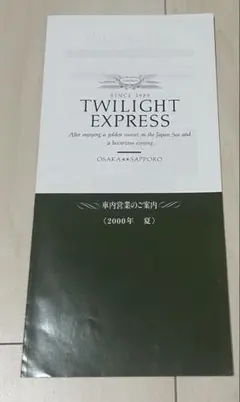 SINCE 1989
TWILIGHT
EXPRESS
After enjoying a golden sunset in the Japan Sea and
a luxurious evening.
OSAKA★★SAPPORO
車内営業のご案内
〈2000年 夏〉